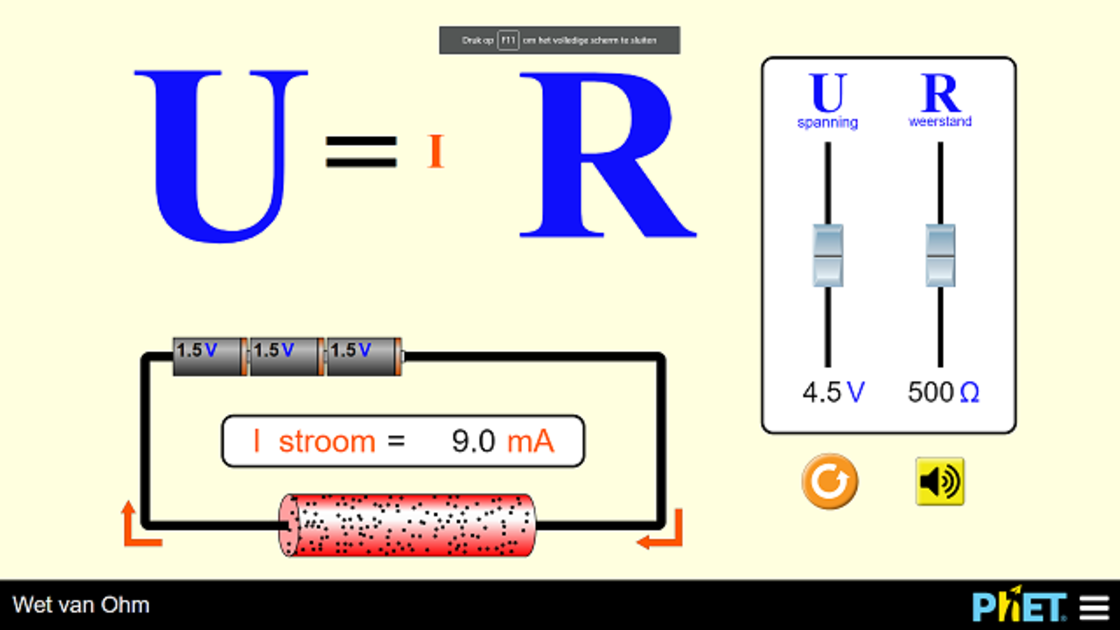 Druk op F11 om het volledige scherm te sluiten
U = I R
U R
spanning weerstand
4.5 V 500 Ω
1.5 V 1.5 V 1.5 V
I stroom = 9.0 mA
Wet van Ohm
PhET